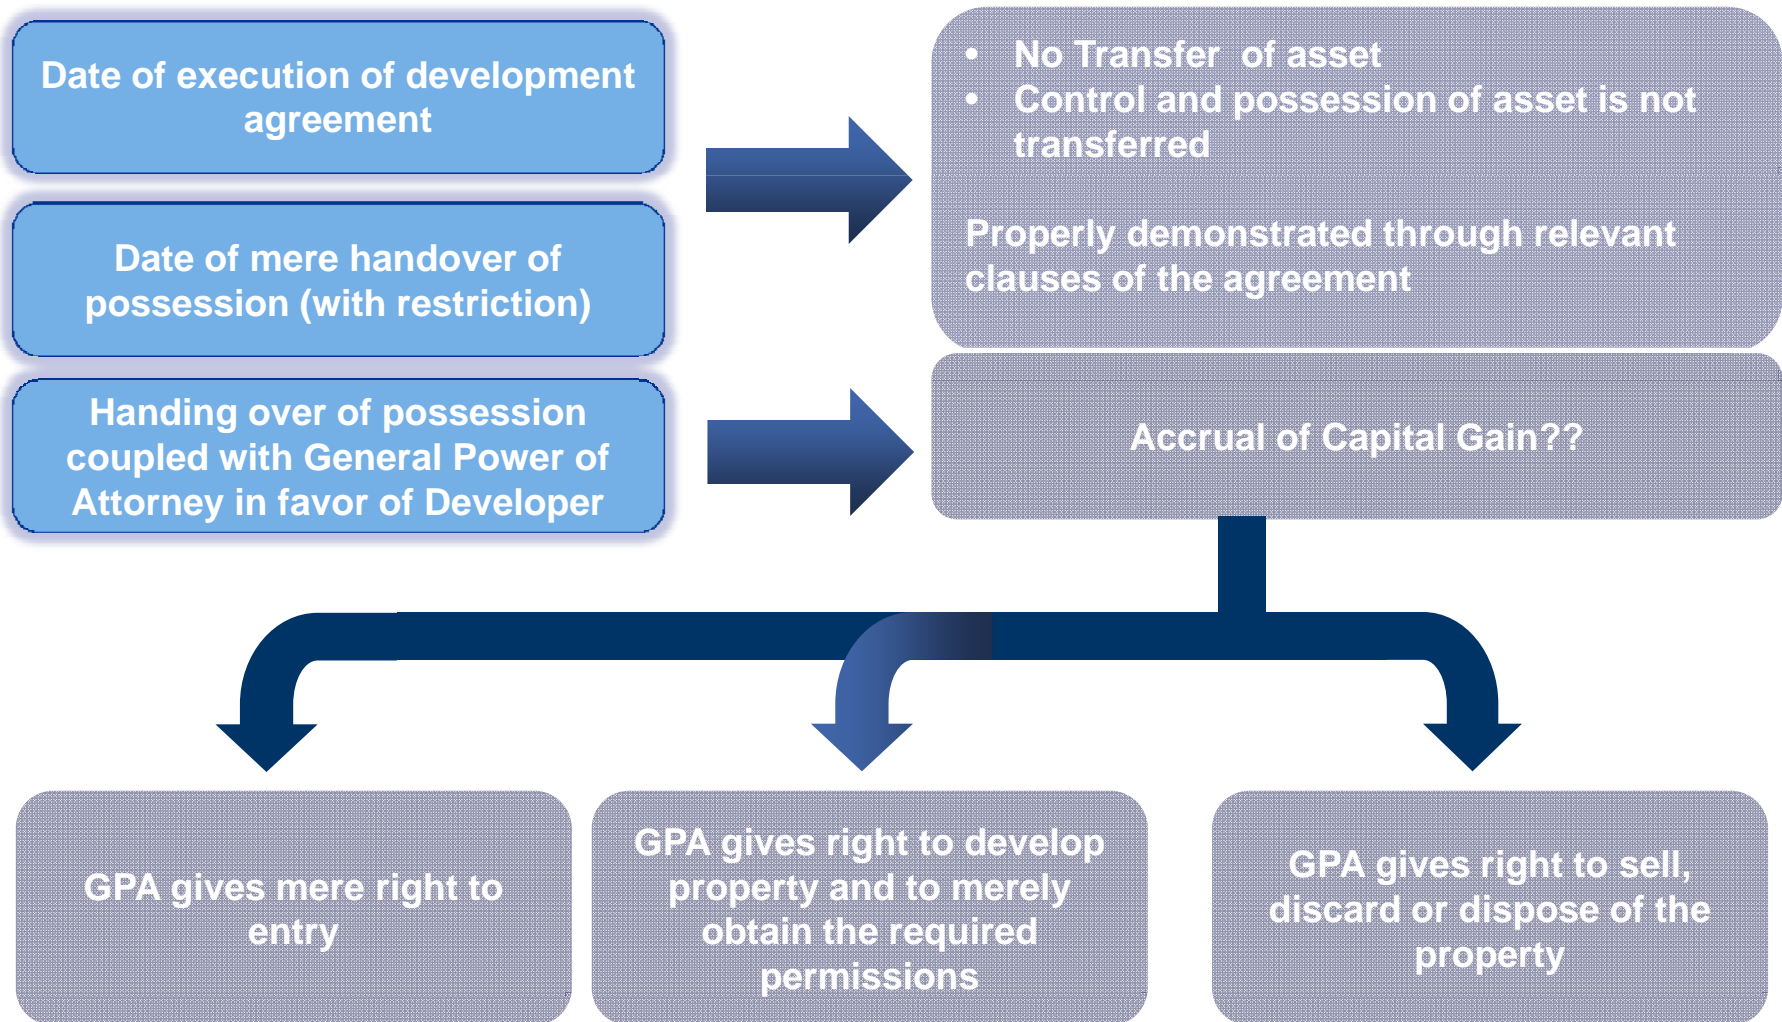 Date of execution of development
agreement
• No Transfer of asset
• Control and possession of asset is not
transferred
Properly demonstrated through relevant
clauses of the agreement
Date of mere handover of
possession (with restriction)
Handing over of possession
coupled with General Power of
Attorney in favor of Developer
Accrual of Capital Gain??
GPA gives mere right to
entry
GPA gives right to develop
property and to merely
obtain the required
permissions
GPA gives right to sell,
discard or dispose of the
property